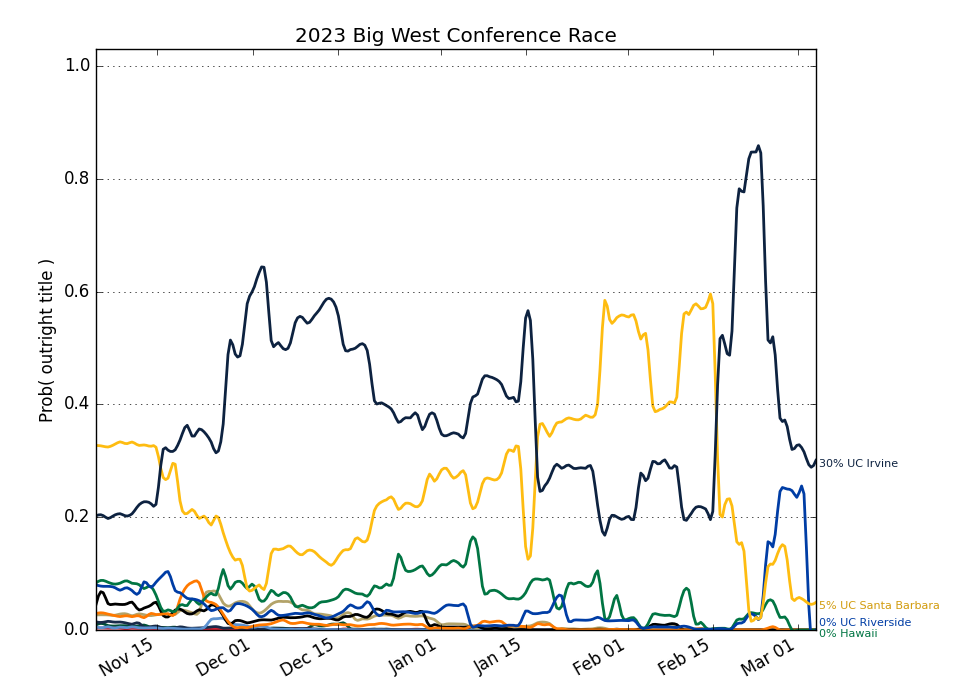 2023 Big West Conference Race
Prob( outright title )
1.0
0.8
0.6
0.4
0.2
0.0
30% UC Irvine
5% UC Santa Barbara
0% UC Riverside
0% Hawaii
Nov 15
Dec 01
Dec 15
Jan 01
Jan 15
Feb 01
Feb 15
Mar 01